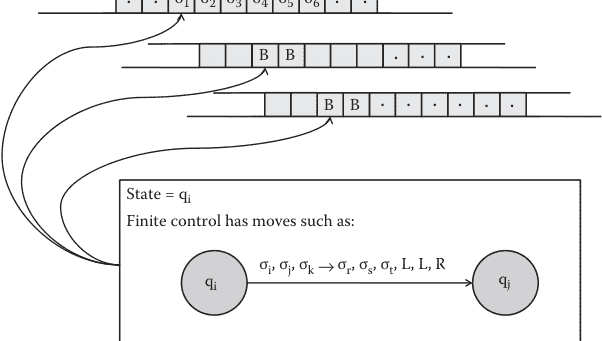 . . σ1 σ2 σ3 σ4 σ5 σ6 . .
B B . . .
B B . . . . . .
State = qi
Finite control has moves such as:
σi, σj, σk → σr, σs, σt, L, L, R
qi
qj